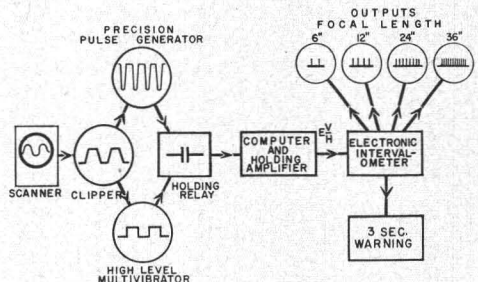 OUTPUTS
FOCAL LENGTH
6" 12" 24" 36"
PRECISION
PULSE GENERATOR
SCANNER
CLIPPER
HOLDING
RELAY
HIGH LEVEL
MULTIVIBRATOR
COMPUTER
AND
HOLDING
AMPLIFIER
E V/H
ELECTRONIC
INTERVAL-
OMETER
3 SEC.
WARNING